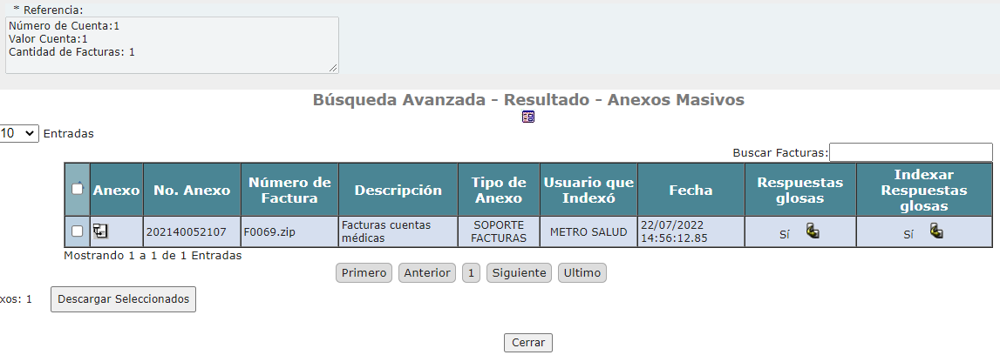 * Referencia:
Número de Cuenta:1
Valor Cuenta:1
Cantidad de Facturas: 1
Búsqueda Avanzada - Resultado - Anexos Masivos
10 Entradas
Buscar Facturas:
Anexo No. Anexo Número de Factura Descripción Tipo de Anexo Usuario que Indexó Fecha Respuestas glosas Indexar Respuestas glosas
202140052107 F0069.zip Facturas cuentas médicas SOPORTE FACTURAS METRO SALUD 22/07/2022 14:56:12.85 Sí Sí
Mostrando 1 a 1 de 1 Entradas
Primero Anterior 1 Siguiente Ultimo
xos: 1 Descargar Seleccionados
Cerrar